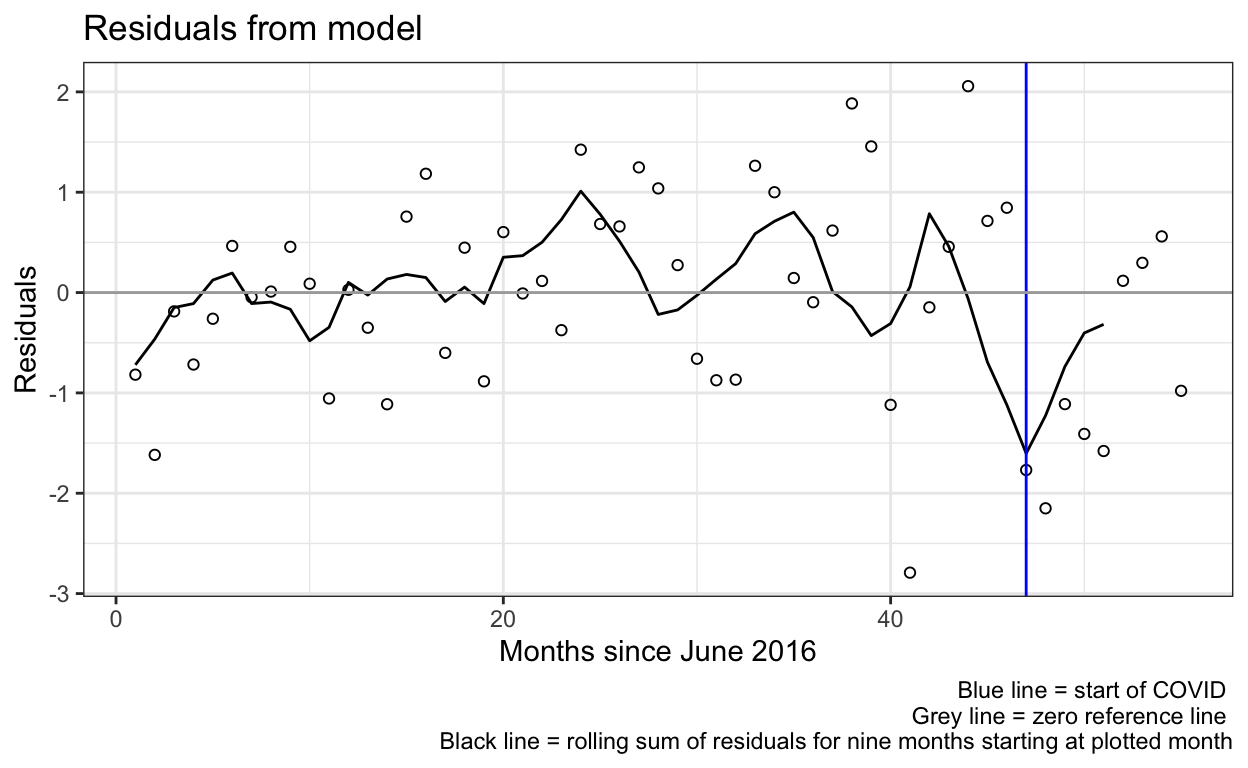 Residuals from model
2
1
0
-1
-2
-3
Residuals
0 20 40
Months since June 2016
Blue line = start of COVID
Grey line = zero reference line
Black line = rolling sum of residuals for nine months starting at plotted month